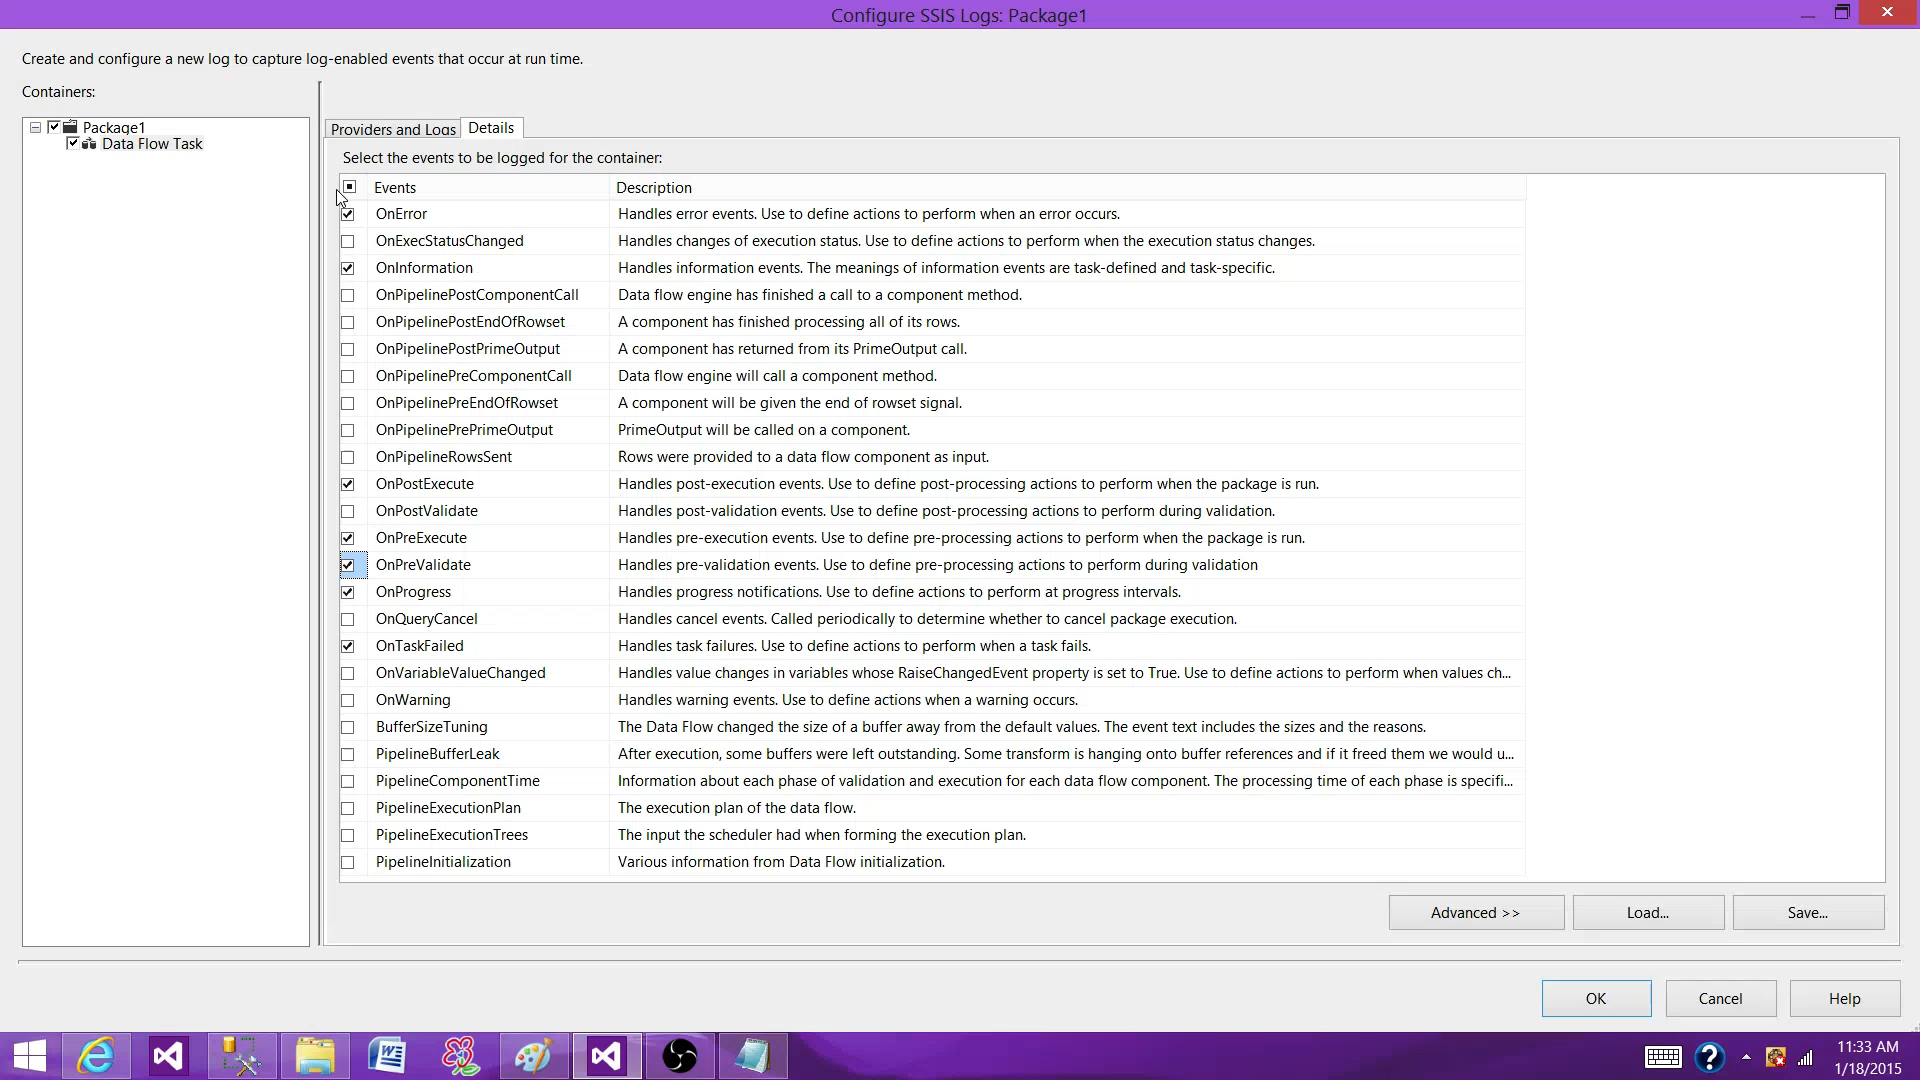 Configure SSIS Logs: Package1
Create and configure a new log to capture log-enabled events that occur at run time.
Containers:
Package1
Data Flow Task
Providers and Logs
Details
Select the events to be logged for the container:
Events Description
OnError Handles error events. Use to define actions to perform when an error occurs.
OnExecStatusChanged Handles changes of execution status. Use to define actions to perform when the execution status changes.
OnInformation Handles information events. The meanings of information events are task-defined and task-specific.
OnPipelinePostComponentCall Data flow engine has finished a call to a component method.
OnPipelinePostEndOfRowset A component has finished processing all of its rows.
OnPipelinePostPrimeOutput A component has returned from its PrimeOutput call.
OnPipelinePreComponentCall Data flow engine will call a component method.
OnPipelinePreEndOfRowset A component will be given the end of rowset signal.
OnPipelinePrePrimeOutput PrimeOutput will be called on a component.
OnPipelineRowsSent Rows were provided to a data flow component as input.
OnPostExecute Handles post-execution events. Use to define post-processing actions to perform when the package is run.
OnPostValidate Handles post-validation events. Use to define post-processing actions to perform during validation.
OnPreExecute Handles pre-execution events. Use to define pre-processing actions to perform when the package is run.
OnPreValidate Handles pre-validation events. Use to define pre-processing actions to perform during validation
OnProgress Handles progress notifications. Use to define actions to perform at progress intervals.
OnQueryCancel Handles cancel events. Called periodically to determine whether to cancel package execution.
OnTaskFailed Handles task failures. Use to define actions to perform when a task fails.
OnVariableValueChanged Handles value changes in variables whose RaiseChangedEvent property is set to True. Use to define actions to perform when values ch...
OnWarning Handles warning events. Use to define actions when a warning occurs.
BufferSizeTuning The Data Flow changed the size of a buffer away from the default values. The event text includes the sizes and the reasons.
PipelineBufferLeak After execution, some buffers were left outstanding. Some transform is hanging onto buffer references and if it freed them we would u...
PipelineComponentTime Information about each phase of validation and execution for each data flow component. The processing time of each phase is specifi...
PipelineExecutionPlan The execution plan of the data flow.
PipelineExecutionTrees The input the scheduler had when forming the execution plan.
PipelineInitialization Various information from Data Flow initialization.
Advanced >> Load... Save...
OK Cancel Help
11:33 AM
1/18/2015